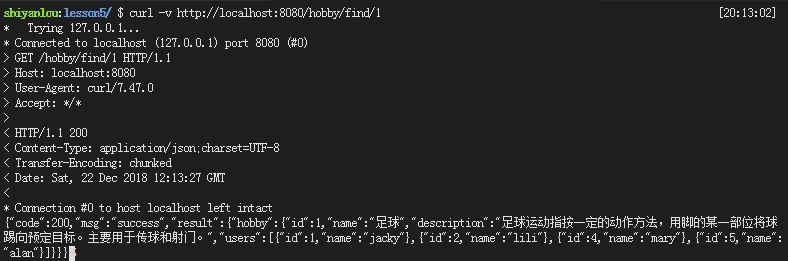 shiyanlou:lesson5/ $ curl -v http://localhost:8080/hobby/find/1 [20:13:02]
*   Trying 127.0.0.1...
* Connected to localhost (127.0.0.1) port 8080 (#0)
> GET /hobby/find/1 HTTP/1.1
> Host: localhost:8080
> User-Agent: curl/7.47.0
> Accept: */*
>
< HTTP/1.1 200
< Content-Type: application/json;charset=UTF-8
< Transfer-Encoding: chunked
< Date: Sat, 22 Dec 2018 12:13:27 GMT
<
* Connection #0 to host localhost left intact
{"code":200,"msg":"success","result":{"hobby":{"id":1,"name":"足球","description":"足球运动指按一定的动作方法，用脚的某一部位将球
踢向预定目标。主要用于传球和射门。","users":[{"id":1,"name":"jacky"},{"id":2,"name":"lili"},{"id":4,"name":"mary"},{"id":5,"name":
"alan"}]}}}